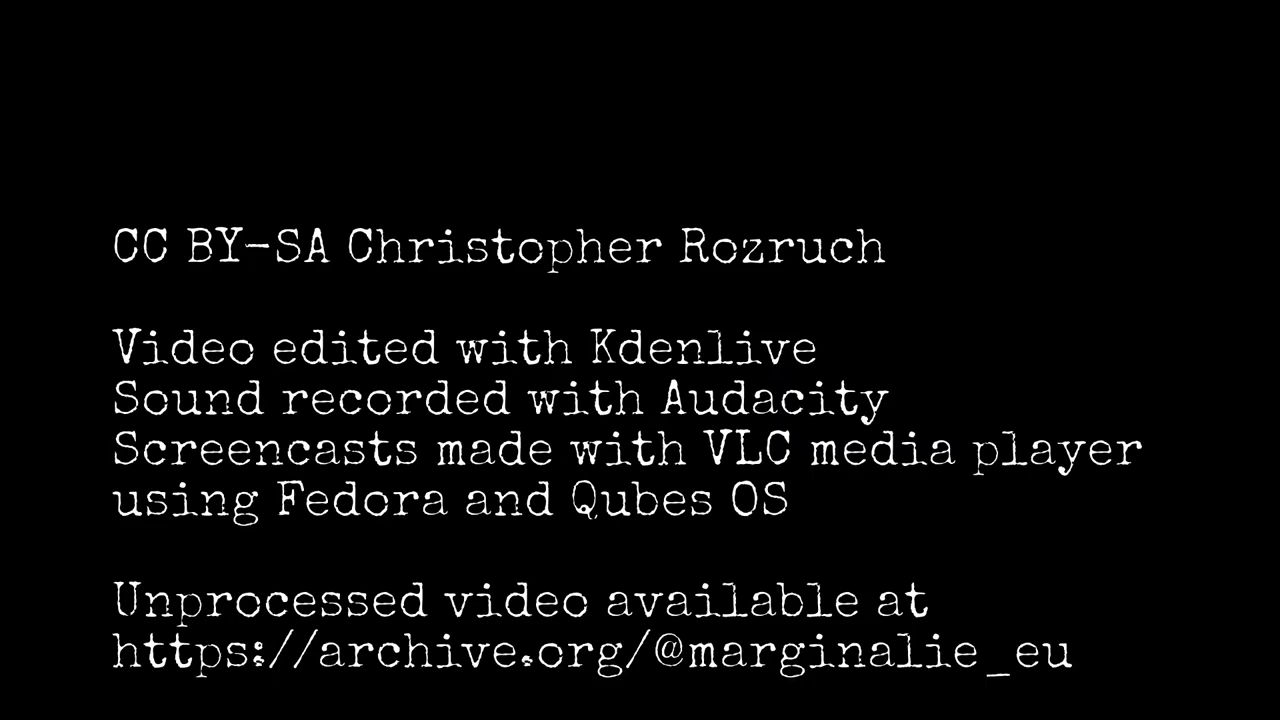 CC BY-SA Christopher Rozruch
Video edited with Kdenlive
Sound recorded with Audacity
Screencasts made with VLC media player
using Fedora and Qubes OS
Unprocessed video available at
https://archive.org/@marginalie_eu